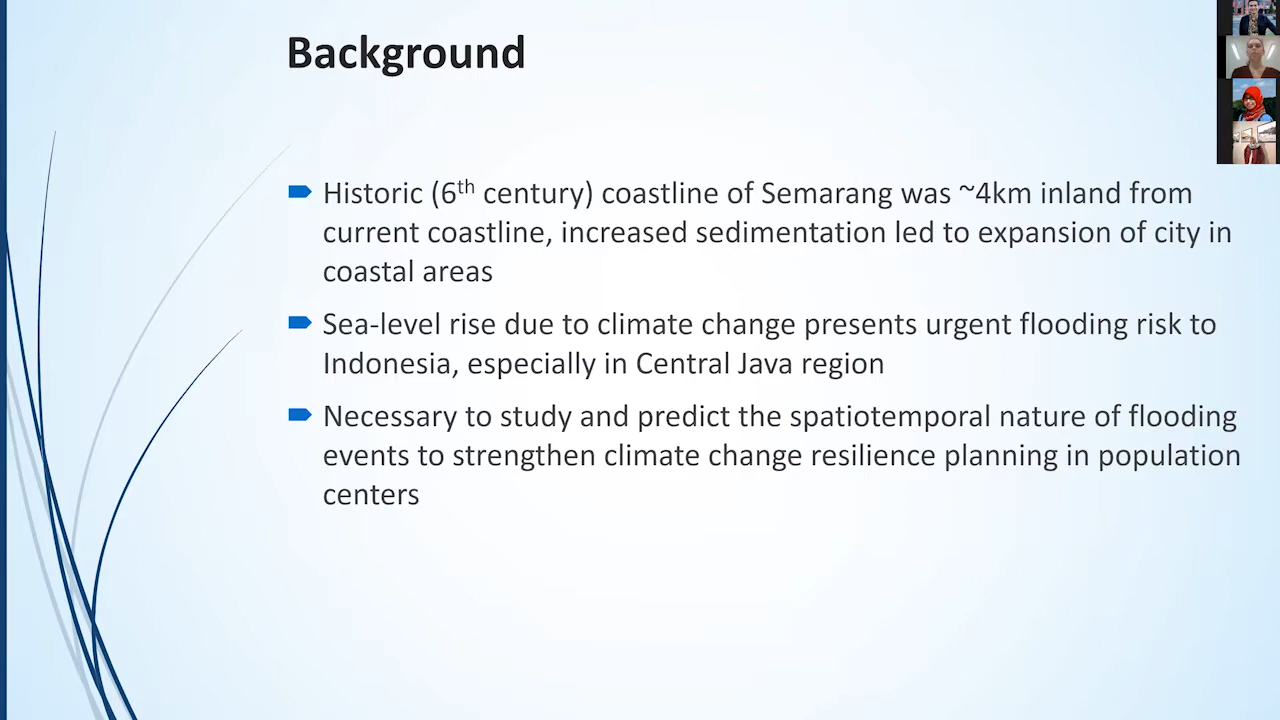 Background
Historic (6th century) coastline of Semarang was ~4km inland from
current coastline, increased sedimentation led to expansion of city in
coastal areas
Sea-level rise due to climate change presents urgent flooding risk to
Indonesia, especially in Central Java region
Necessary to study and predict the spatiotemporal nature of flooding
events to strengthen climate change resilience planning in population
centers